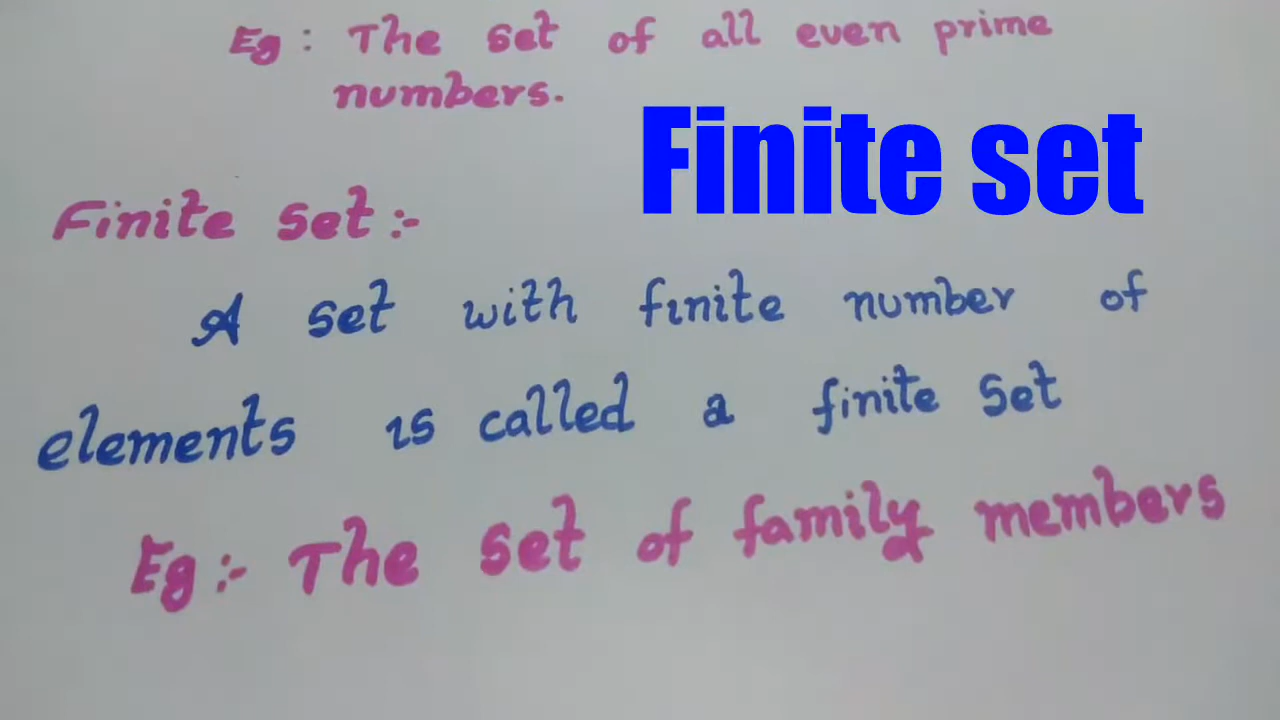 Eg : The set of all even prime
numbers.
Finite set
Finite set :-
A set with finite number of
elements is called a finite set
Eg :- The set of family members